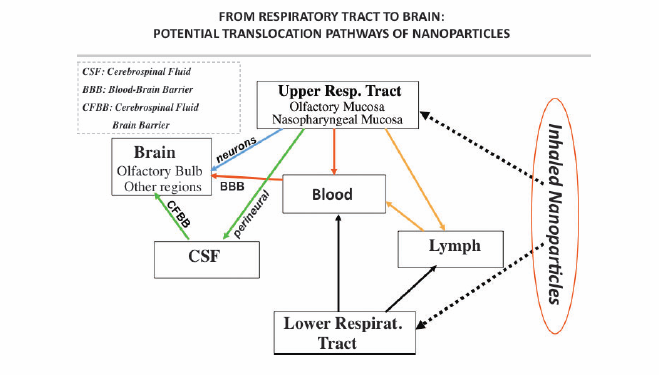 FROM RESPIRATORY TRACT TO BRAIN:
POTENTIAL TRANSLOCATION PATHWAYS OF NANOPARTICLES
CSF: Cerebrospinal Fluid
BBB: Blood-Brain Barrier
CFBB: Cerebrospinal Fluid
Brain Barrier
Upper Resp. Tract
Olfactory Mucosa
Nasopharyngeal Mucosa
Brain
Olfactory Bulb
Other regions
neurons
BBB
perineural
CFBB
Blood
CSF
Lymph
Lower Respirat.
Tract
Inhaled Nanoparticles